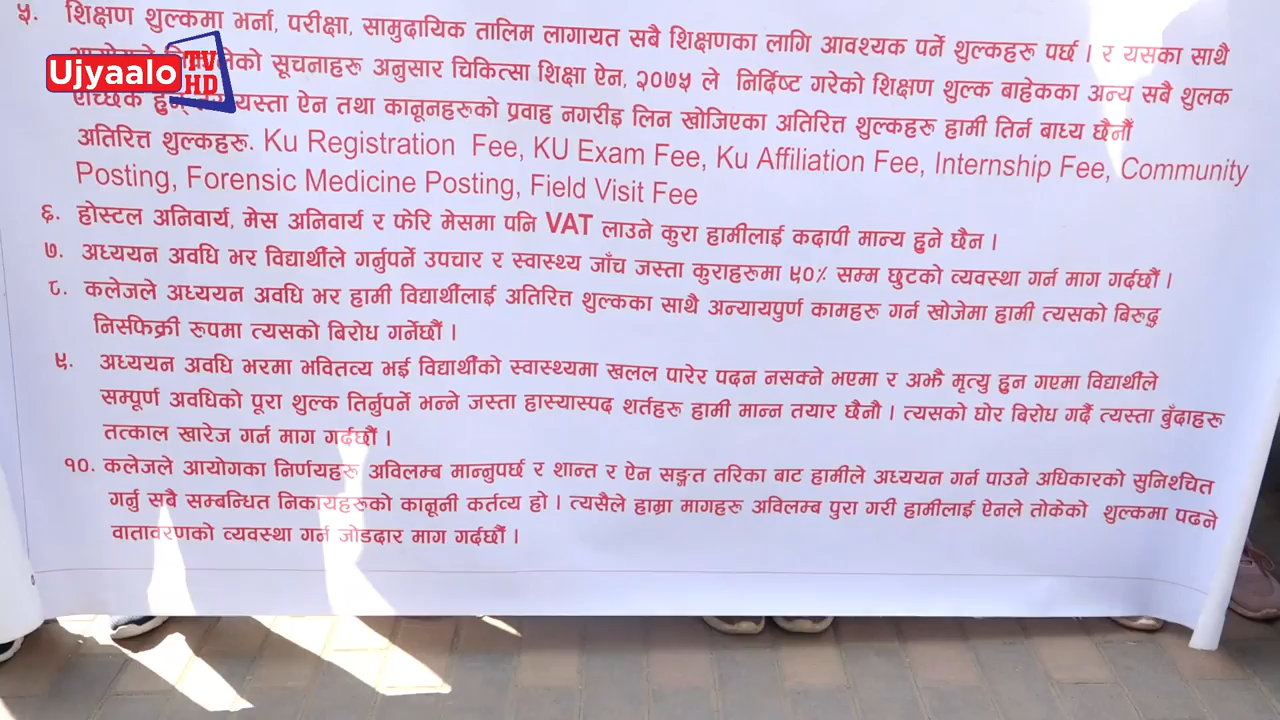 ५. शिक्षण शुल्कमा भर्ना, परीक्षा, सामुदायिक तालिम लागायत सबै शिक्षणका लागि आवश्यक पर्ने शुल्कहरू पर्छ । र यसका साथै
सूचनाहरू अनुसार चिकित्सा शिक्षा ऐन, २०७५ ले निर्दिष्ट गरेको शिक्षण शुल्क बाहेकका अन्य सबै शुलक
Ujyaalo TV HD
यस्ता ऐन तथा कानूनहरूको प्रवाह नगरीइ लिन खोजिएका अतिरित्त शुल्कहरू हामी तिर्न बाध्य छैनौं
अतिरित्त शुल्कहरू. Ku Registration Fee, KU Exam Fee, Ku Affiliation Fee, Internship Fee, Community
Posting, Forensic Medicine Posting, Field Visit Fee
६. होस्टल अनिवार्य, मेस अनिवार्य र फेरि मेसमा पनि VAT लाउने कुरा हामीलाई कदापी मान्य हुने छैन ।
७. अध्ययन अवधि भर विद्यार्थीले गर्नुपर्ने उपचार र स्वास्थ्य जाँच जस्ता कुराहरूमा ५०% सम्म छुटको व्यवस्था गर्न माग गर्दछौं ।
८. कलेजले अध्ययन अवधि भर हामी विद्यार्थीलाई अतिरित्त शुल्कका साथै अन्यायपुर्ण कामहरू गर्न खोजेमा हामी त्यसको बिरुद्ध
निर्सफिक्री रूपमा त्यसको बिरोध गर्नेछौं ।
९. अध्ययन अवधि भरमा भवितव्य भई विद्यार्थीको स्वास्थ्यमा खलल पारेर पदन नसक्ने भएमा र अझै मृत्यु हुन गएमा विद्यार्थीले
सम्पूर्ण अवधिको पूरा शुल्क तिर्नुपर्ने भन्ने जस्ता हास्यास्पद शर्तहरू हामी मान्न तयार छैनौ । त्यसको घोर बिरोध गर्दै त्यस्ता बुँदाहरू
तत्काल खारेज गर्न माग गर्दछौं ।
१०. कलेजले आयोगका निर्णयहरू अविलम्ब मान्नुपर्छ र शान्त र ऐन सङ्गत तरिका बाट हामीले अध्ययन गर्न पाउने अधिकारको सुनिश्चित
गर्नु सबै सम्बन्धित निकायहरूको कानूनी कर्तव्य हो । त्यसैले हाम्रा मागहरू अविलम्ब पुरा गरी हामीलाई ऐनले तोकेको शुल्कमा पढने
वातावरणको व्यवस्था गर्न जोडदार माग गर्दछौं ।